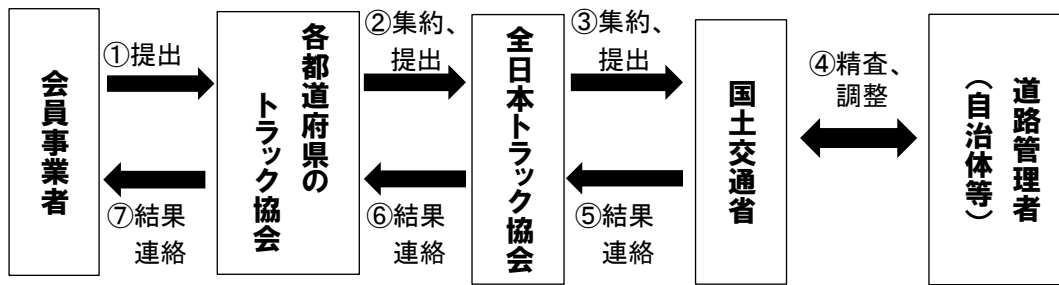 会員事業者
①提出
⑦結果
連絡
各都道府県の
トラック協会
②集約、
提出
⑥結果
連絡
全日本トラック協会
③集約、
提出
⑤結果
連絡
国土交通省
④精査、
調整
道路管理者
（自治体等）